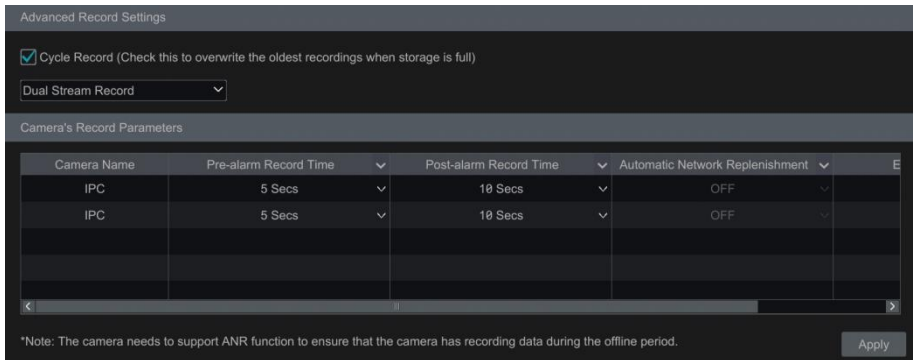 Advanced Record Settings
Cycle Record (Check this to overwrite the oldest recordings when storage is full)
Dual Stream Record
Camera's Record Parameters
Camera Name Pre-alarm Record Time Post-alarm Record Time Automatic Network Replenishment E
IPC 5 Secs 10 Secs OFF
IPC 5 Secs 10 Secs OFF
*Note: The camera needs to support ANR function to ensure that the camera has recording data during the offline period.
Apply